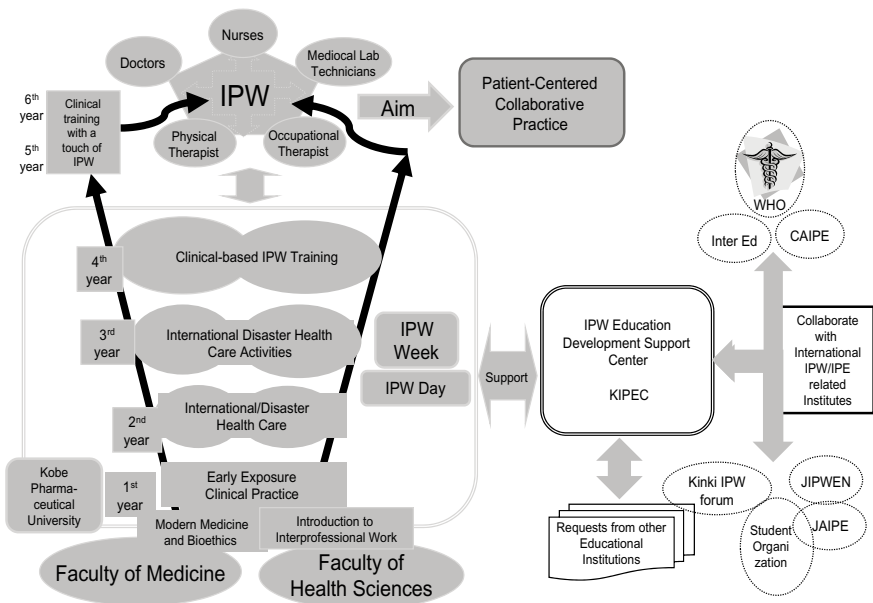 Nurses
Doctors
Mediocal Lab
Technicians
IPW
Physical
Therapist
Occupational
Therapist
Aim
Patient-Centered
Collaborative
Practice
6th
year
5th
year
Clinical
training
with a
touch of
IPW
4th
year
Clinical-based IPW Training
3rd
year
International Disaster Health
Care Activities
2nd
year
International/Disaster
Health Care
Kobe
Pharma-
ceutical
University
1st
year
Early Exposure
Clinical Practice
Modern Medicine
and Bioethics
Introduction to
Interprofessional Work
Faculty of Medicine
Faculty of
Health Sciences
IPW
Week
IPW Day
Support
IPW Education
Development Support
Center
KIPEC
Requests from other
Educational
Institutions
WHO
Inter Ed
CAIPE
Collaborate
with
International
IPW/IPE
related
Institutes
Kinki IPW
forum
JIPWEN
JAIPE
Student
Organi
zation